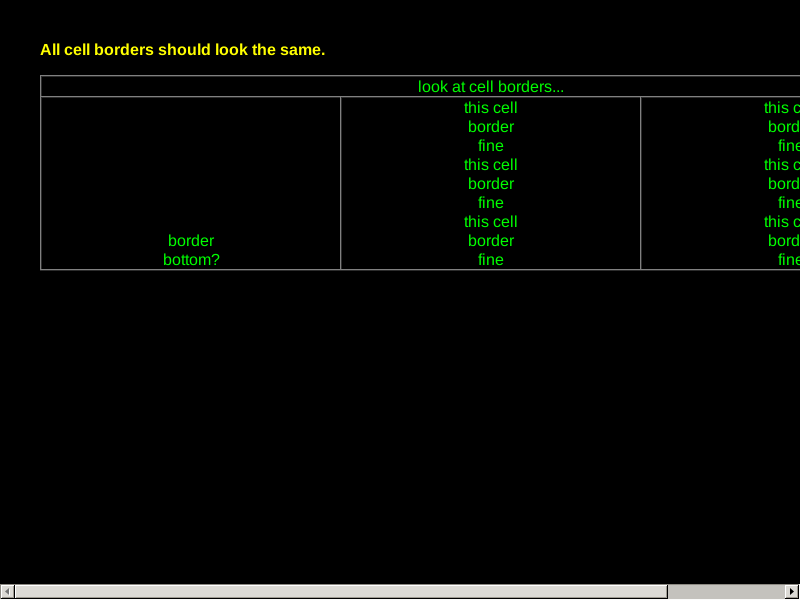 All cell borders should look the same.
look at cell borders...
border
bottom?
this cell
border
fine
this cell
border
fine
this cell
border
fine
this c
bord
fine
this c
bord
fine
this c
bord
fine